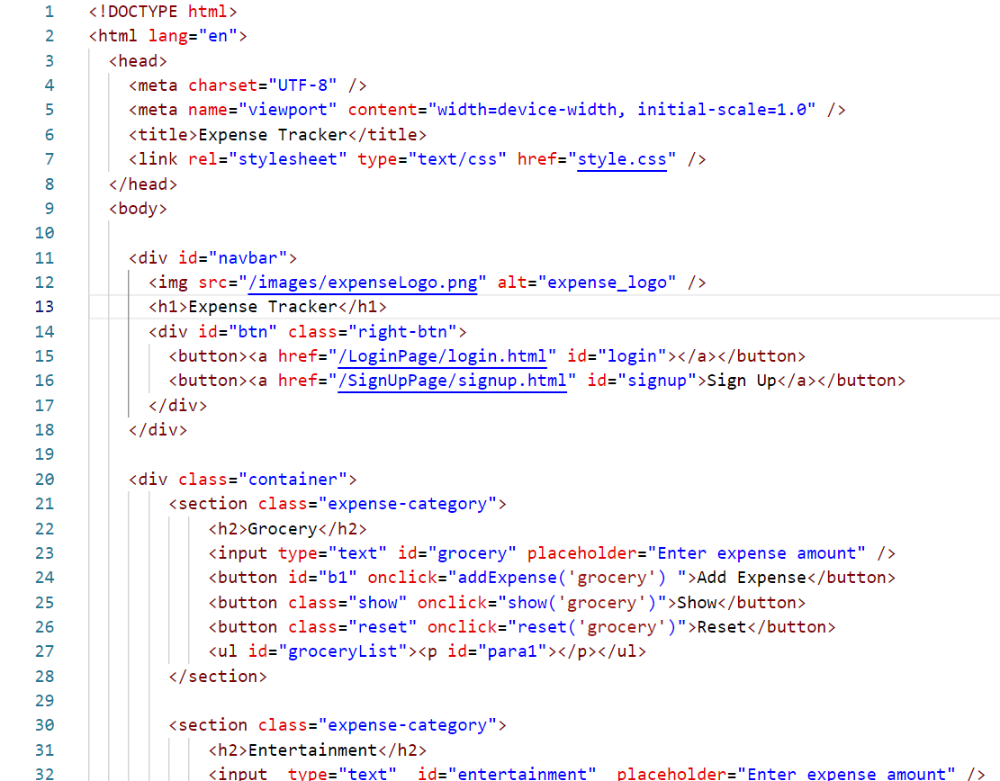 1 <!DOCTYPE html>
2 <html lang="en">
3 <head>
4 <meta charset="UTF-8" />
5 <meta name="viewport" content="width=device-width, initial-scale=1.0" />
6 <title>Expense Tracker</title>
7 <link rel="stylesheet" type="text/css" href="style.css" />
8 </head>
9 <body>
10
11 <div id="navbar">
12 <img src="/images/expenseLogo.png" alt="expense_logo" />
13 <h1>Expense Tracker</h1>
14 <div id="btn" class="right-btn">
15 <button><a href="/LoginPage/login.html" id="login"></a></button>
16 <button><a href="/SignUpPage/signup.html" id="signup">Sign Up</a></button>
17 </div>
18 </div>
19
20 <div class="container">
21 <section class="expense-category">
22 <h2>Grocery</h2>
23 <input type="text" id="grocery" placeholder="Enter expense amount" />
24 <button id="b1" onclick="addExpense('grocery') ">Add Expense</button>
25 <button class="show" onclick="show('grocery')">Show</button>
26 <button class="reset" onclick="reset('grocery')">Reset</button>
27 <ul id="groceryList"><p id="para1"></p></ul>
28 </section>
29
30 <section class="expense-category">
31 <h2>Entertainment</h2>
32 <input type="text" id="entertainment" placeholder="Enter expense amount" />